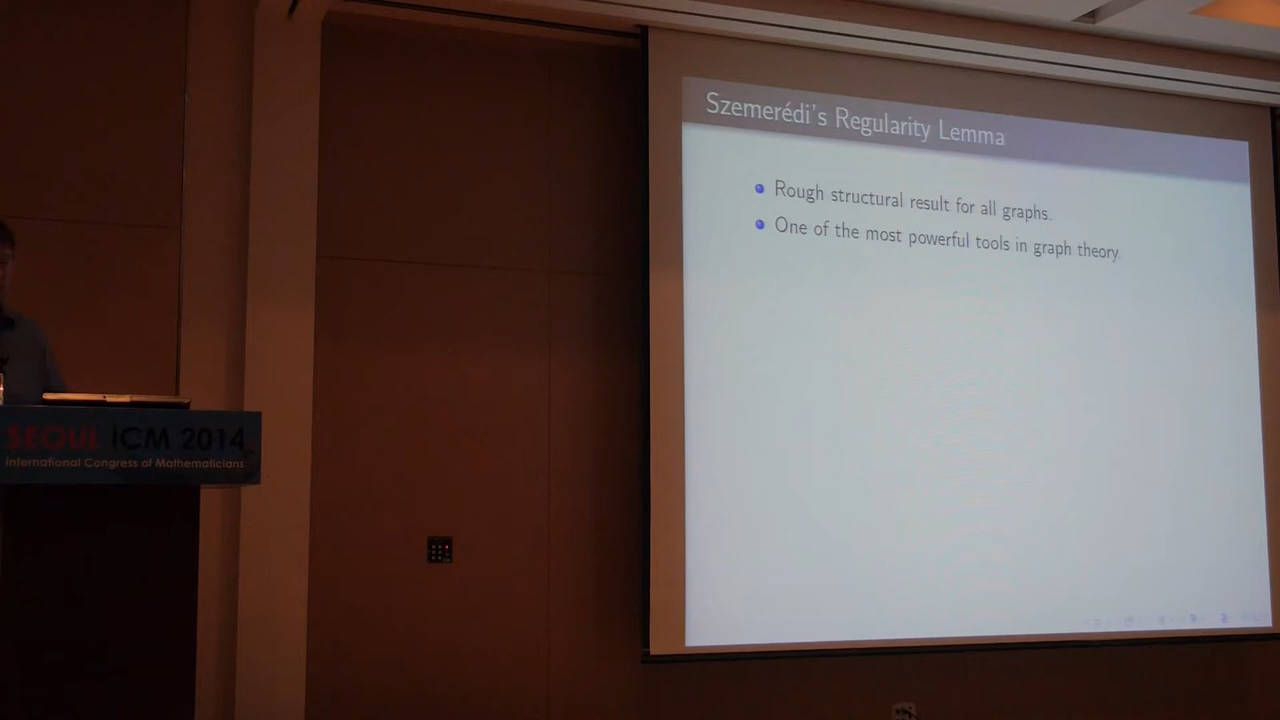 Szemerédi's Regularity Lemma
Rough structural result for all graphs.
One of the most powerful tools in graph theory
SEOUL ICM 2014
International Congress of Mathematicians